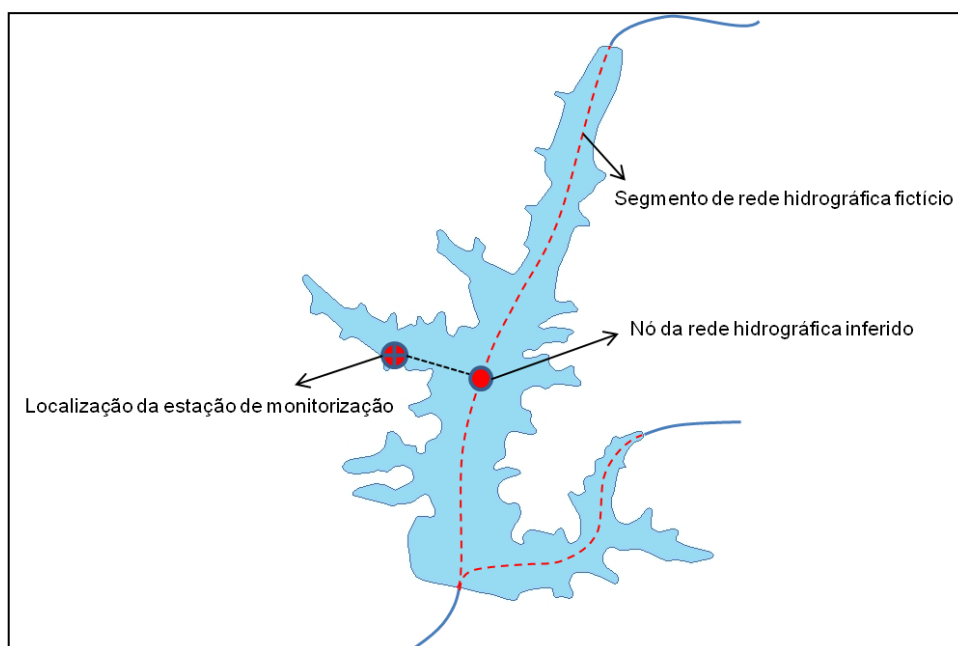 Segmento de rede hidrográfica fictício
Nó da rede hidrográfica inferido
Localização da estação de monitorização